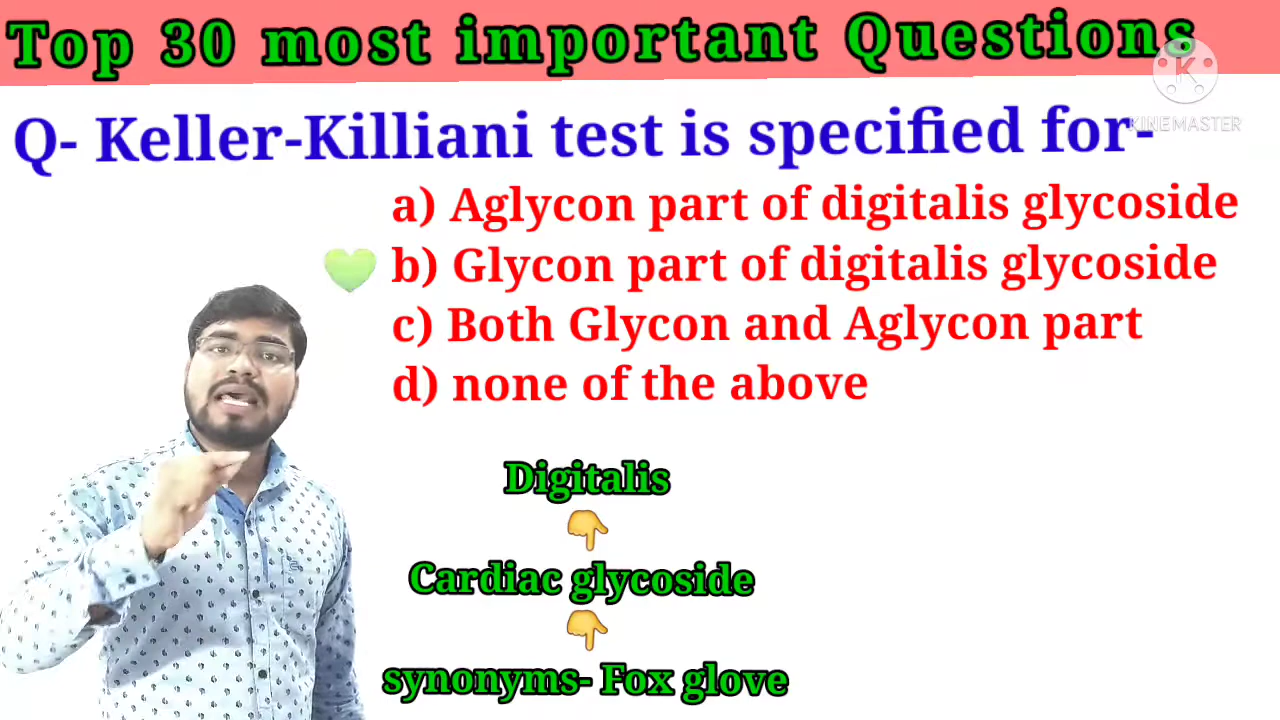 Top 30 most important Questions
KINEMASTER
Q- Keller-Killiani test is specified for-
a) Aglycon part of digitalis glycoside
b) Glycon part of digitalis glycoside
c) Both Glycon and Aglycon part
d) none of the above
Digitalis
Cardiac glycoside
synonyms- Fox glove